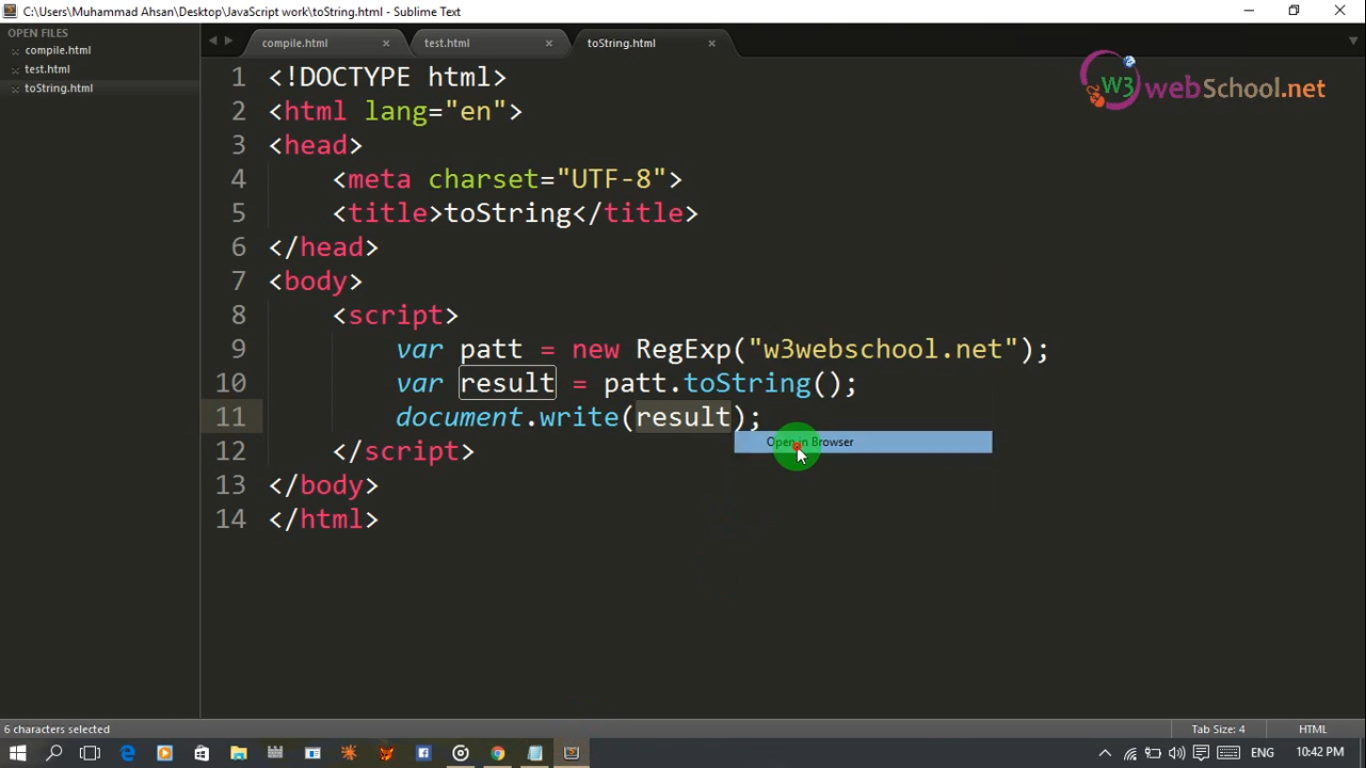 C:\Users\Muhammad Ahsan\Desktop\JavaScript work\toString.html - Sublime Text
OPEN FILES
compile.html
test.html
toString.html
compile.html
test.html
toString.html
W3 webSchool.net
1 <!DOCTYPE html>
2 <html lang="en">
3 <head>
4 <meta charset="UTF-8">
5 <title>toString</title>
6 </head>
7 <body>
8 <script>
9 var patt = new RegExp("w3webschool.net");
10 var result = patt.toString();
11 document.write(result);
Open in Browser
12 </script>
13 </body>
14 </html>
6 characters selected
Tab Size: 4
HTML
ENG
10:42 PM